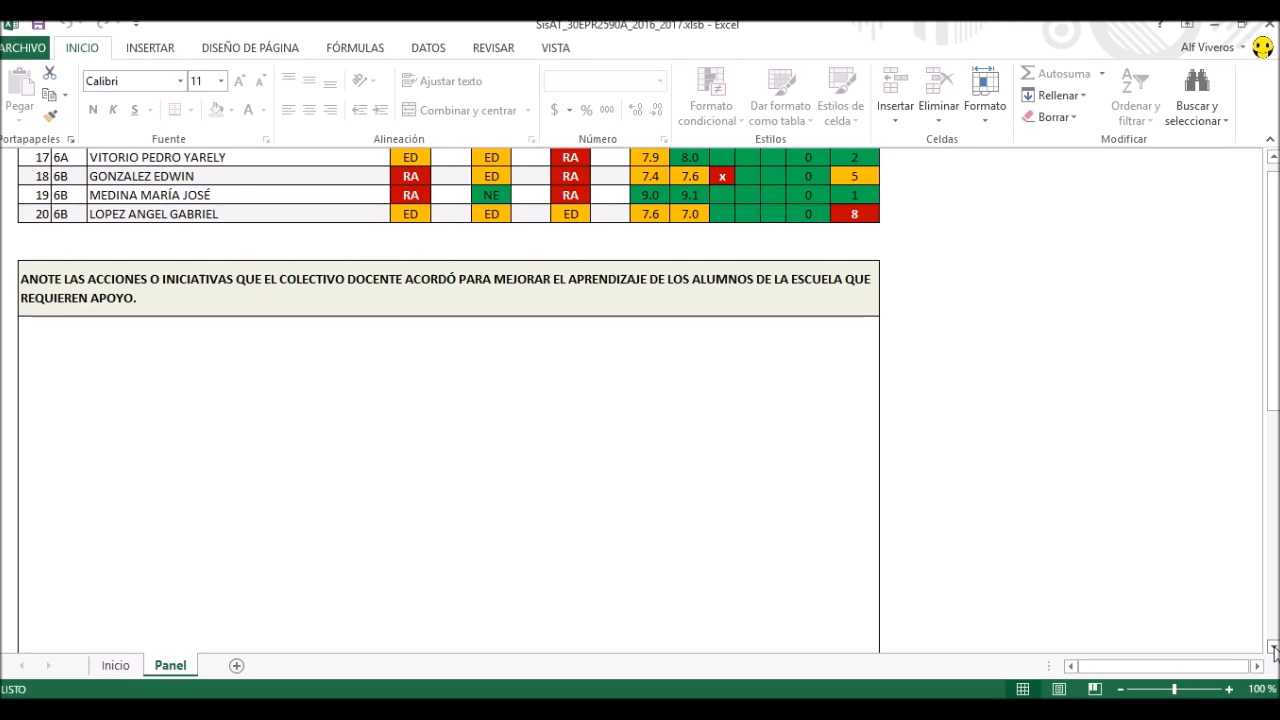 SisAT_30EPR2590A_2016_2017.xlsb - Excel
ARCHIVO INICIO INSERTAR DISEÑO DE PÁGINA FÓRMULAS DATOS REVISAR VISTA Alf Viveros
Calibri 11 Ajustar texto Autosuma
Pegar Formato condicional Dar formato como tabla Estilos de celda Insertar Eliminar Formato Rellenar Ordenar y filtrar Buscar y seleccionar
N K S A Combinar y centrar $ % Borrar
Portapapeles Fuente Alineación Número Estilos Celdas Modificar
17 6A VITORIO PEDRO YARELY ED ED RA 7.9 8.0 0 2
18 6B GONZALEZ EDWIN RA ED RA 7.4 7.6 x 0 5
19 6B MEDINA MARÍA JOSÉ RA NE RA 9.0 9.1 0 1
20 6B LOPEZ ANGEL GABRIEL ED ED ED 7.6 7.0 0 8
ANOTE LAS ACCIONES O INICIATIVAS QUE EL COLECTIVO DOCENTE ACORDÓ PARA MEJORAR EL APRENDIZAJE DE LOS ALUMNOS DE LA ESCUELA QUE
REQUIEREN APOYO.
Inicio Panel
LISTO 100 %